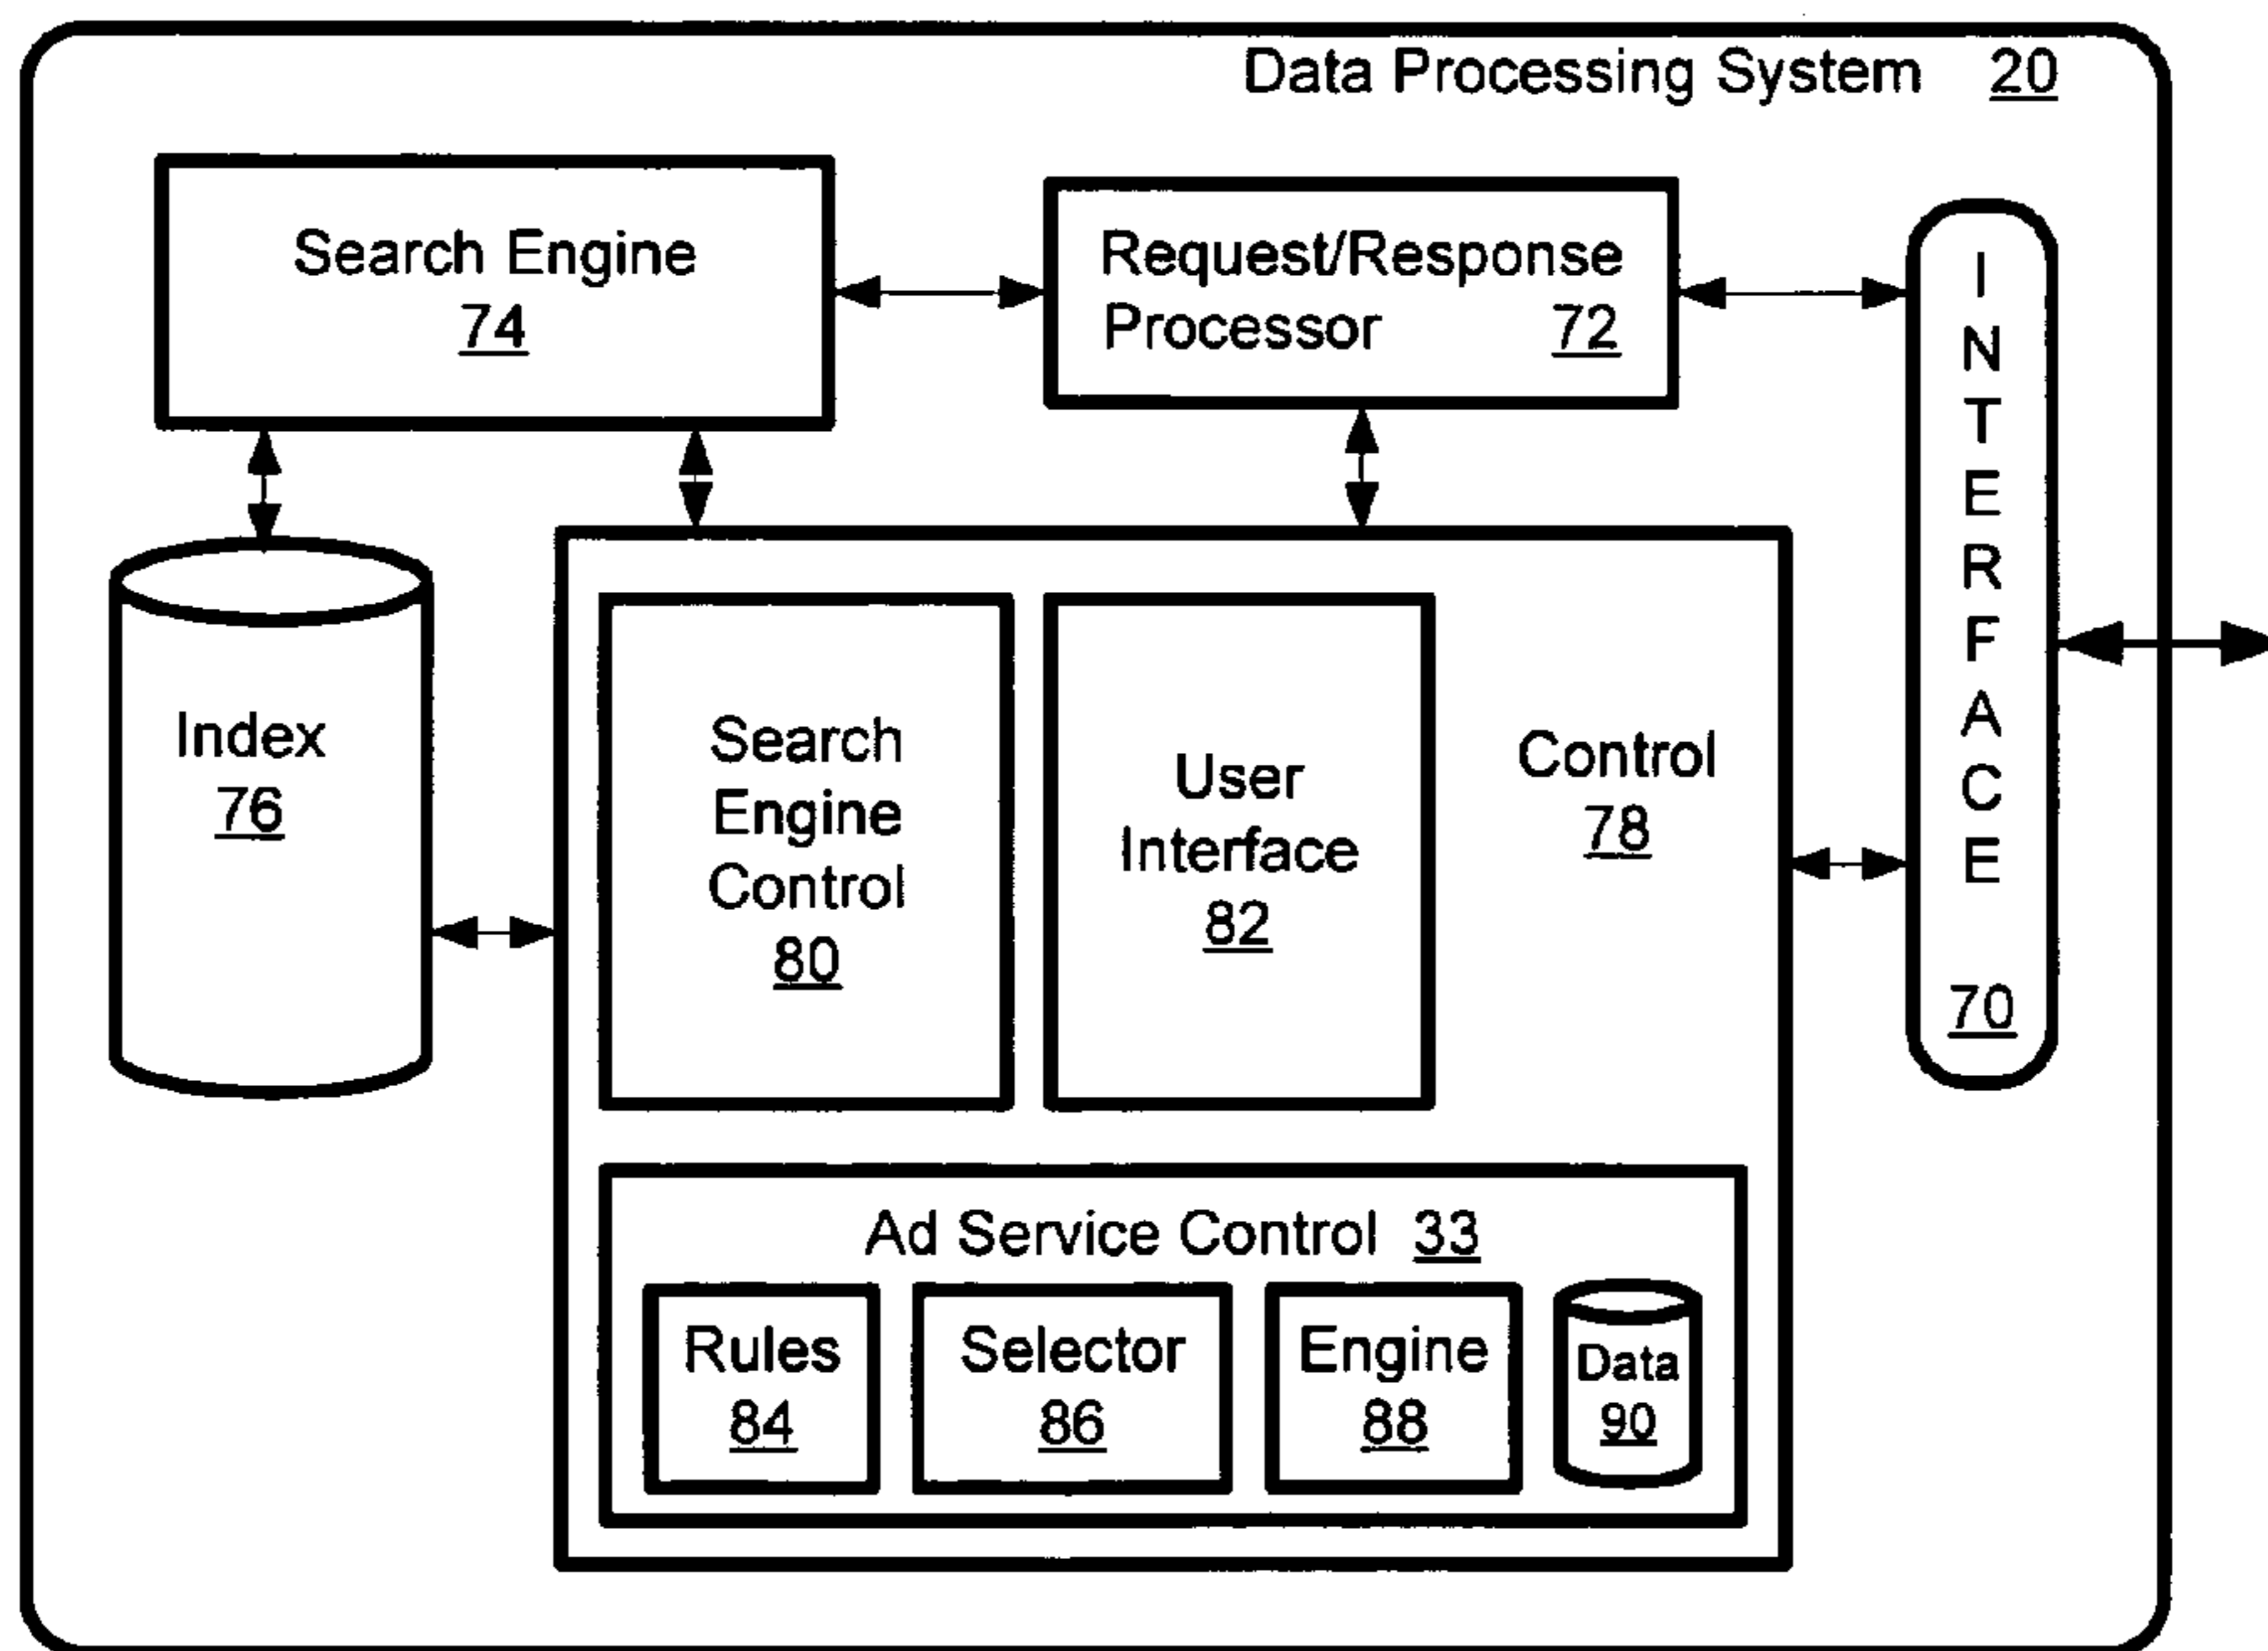 Data Processing System 20
Search Engine
74
Request/Response
Processor 72
I
N
T
E
R
F
A
C
E
70
Index
76
Search
Engine
Control
80
User
Interface
82
Control
78
Ad Service Control 33
Rules
84
Selector
86
Engine
88
Data
90